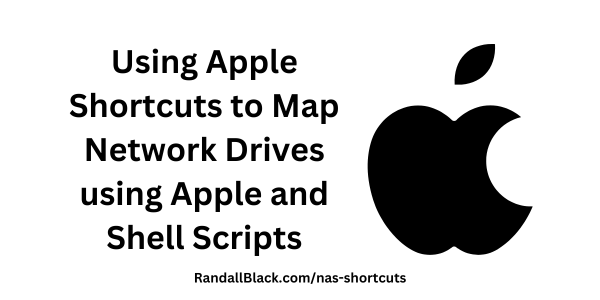 Using Apple
Shortcuts to Map
Network Drives
using Apple and
Shell Scripts
RandallBlack.com/nas-shortcuts